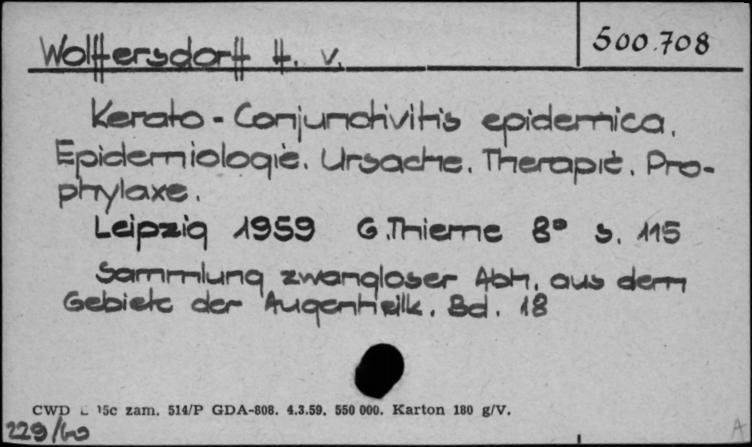 Wolffersdorff H. v.
500.708
Kerato - Conjunctivitis epidemica.
Epidemiologie. Ursache. Therapie. Pro-
phylaxe.
Leipzig 1959 G. Thieme 8° s. 115
Sammlung zwangloser Abh. aus dem
Gebiete der Augenheilk. Bd. 18
CWD 15c zam. 514/P GDA-808. 4.3.59. 550 000. Karton 180 g/V.
229/60
A